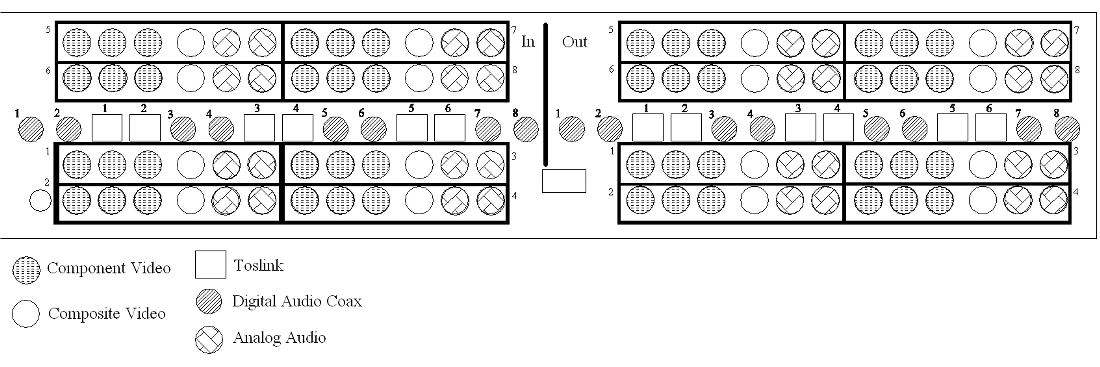 5 7 In Out 5 7
6 8 6 8
1 2 1 2 3 4 3 4 5 6 5 6 7 8 1 2 1 2 3 4 3 4 5 6 5 6 7 8
1 3 1 3
2 4 2 4
Component Video Toslink
Composite Video Digital Audio Coax
Analog Audio